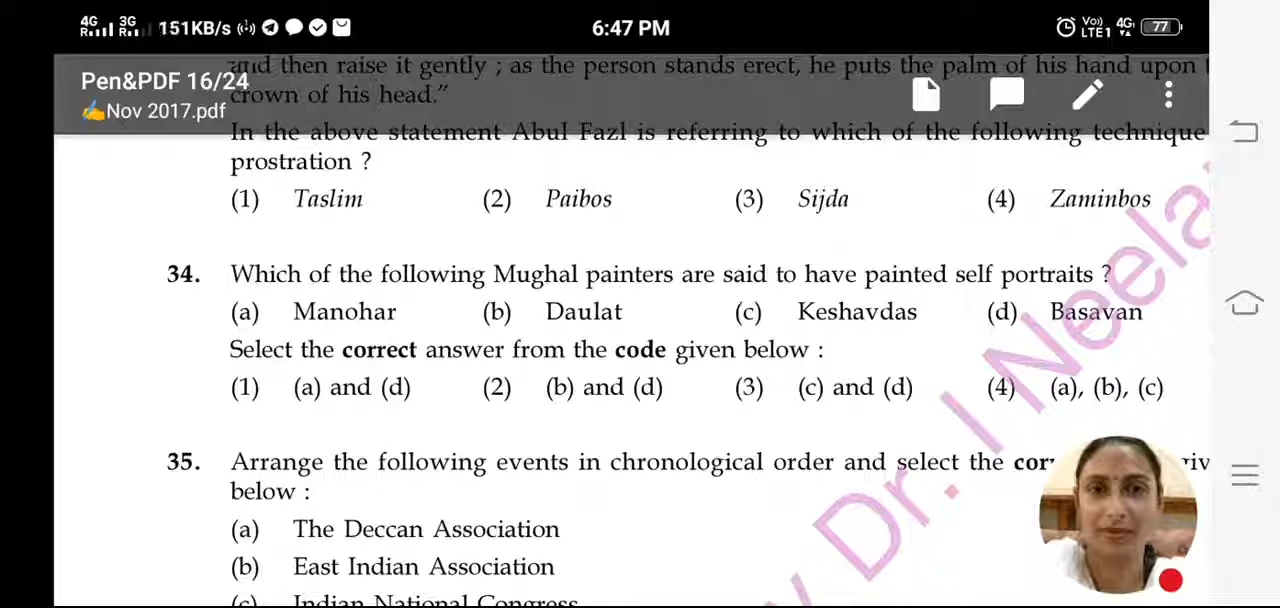 4G 3G 151KB/s 6:47 PM Vo)) LTE1 4G 77
and then raise it gently ; as the person stands erect, he puts the palm of his hand upon
Pen&PDF 16/24
crown of his head."
✍Nov 2017.pdf
In the above statement Abul Fazl is referring to which of the following technique
prostration ?
(1) Taslim (2) Paibos (3) Sijda (4) Zaminbos
34. Which of the following Mughal painters are said to have painted self portraits ?
(a) Manohar (b) Daulat (c) Keshavdas (d) Basavan
Select the correct answer from the code given below :
(1) (a) and (d) (2) (b) and (d) (3) (c) and (d) (4) (a), (b), (c)
35. Arrange the following events in chronological order and select the
below :
(a) The Deccan Association
(b) East Indian Association
(c) Indian National Congress
Dr. I Neela